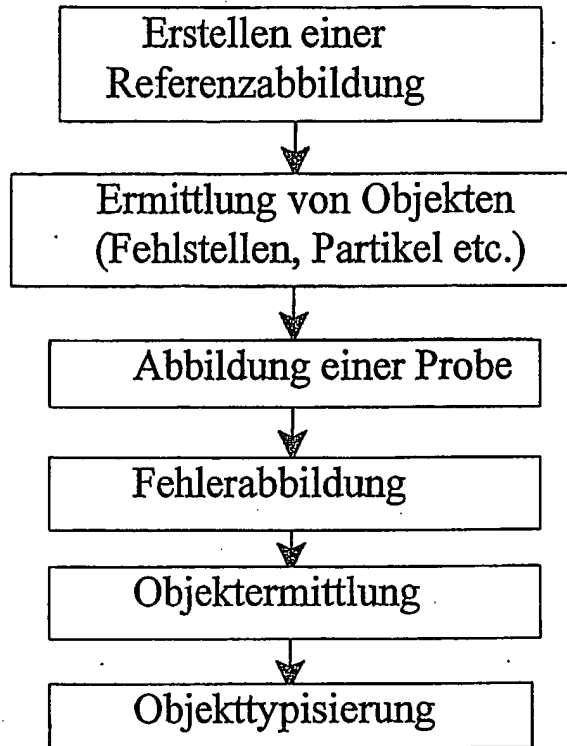 Erstellen einer
Referenzabbildung
Ermittlung von Objekten
(Fehlstellen, Partikel etc.)
Abbildung einer Probe
Fehlerabbildung
Objektermittlung
Objekttypisierung